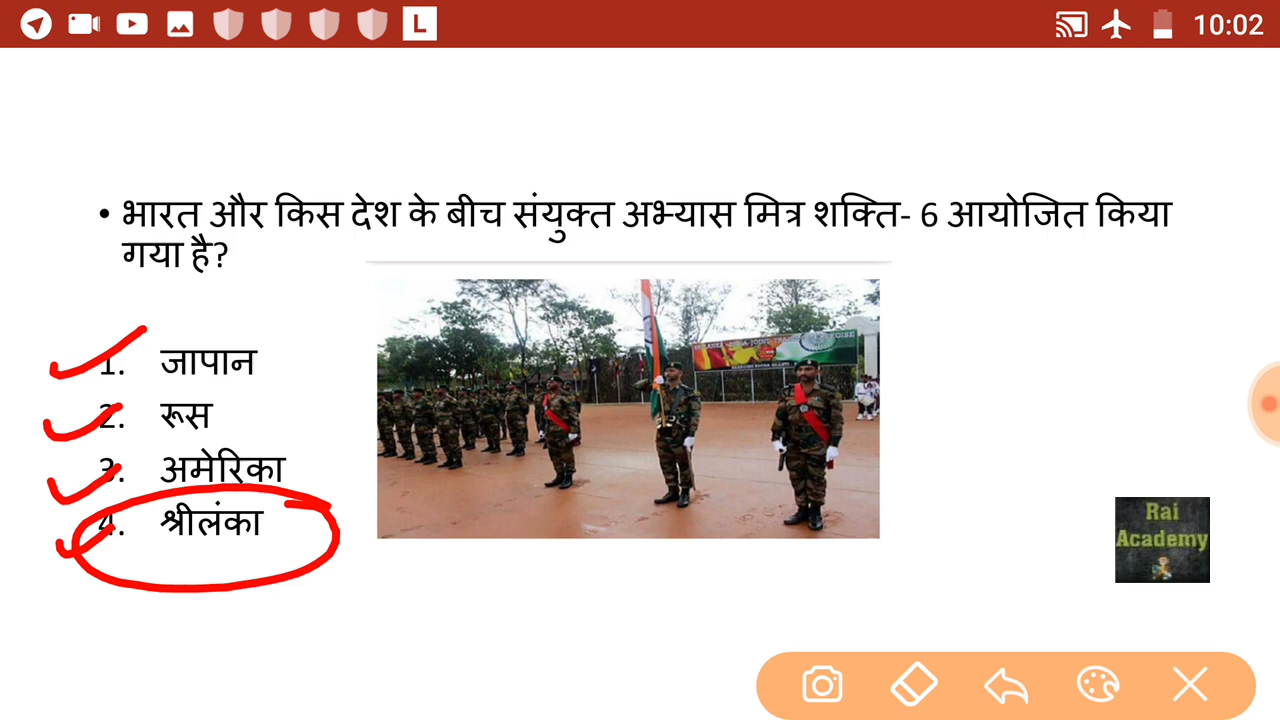 L
10:02
• भारत और किस देश के बीच संयुक्त अभ्यास मित्र शक्ति- 6 आयोजित किया
गया है?
1. जापान
2. रूस
3. अमेरिका
4. श्रीलंका
Rai
Academy